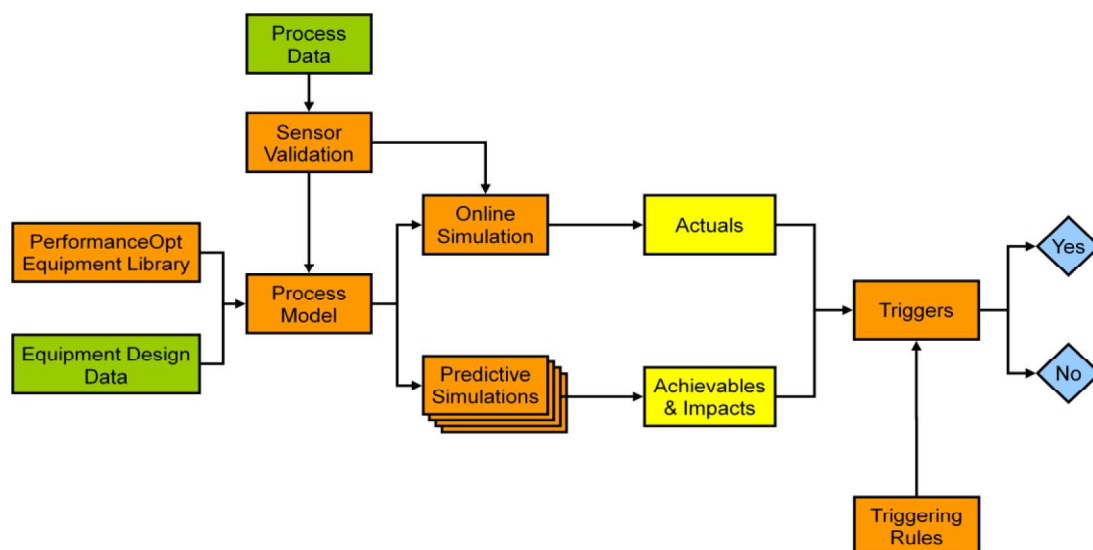 Process
Data
Sensor
Validation
PerformanceOpt
Equipment Library
Online
Simulation
Actuals
Yes
Process
Model
Triggers
Equipment Design
Data
Predictive
Simulations
Achievables
& Impacts
No
Triggering
Rules